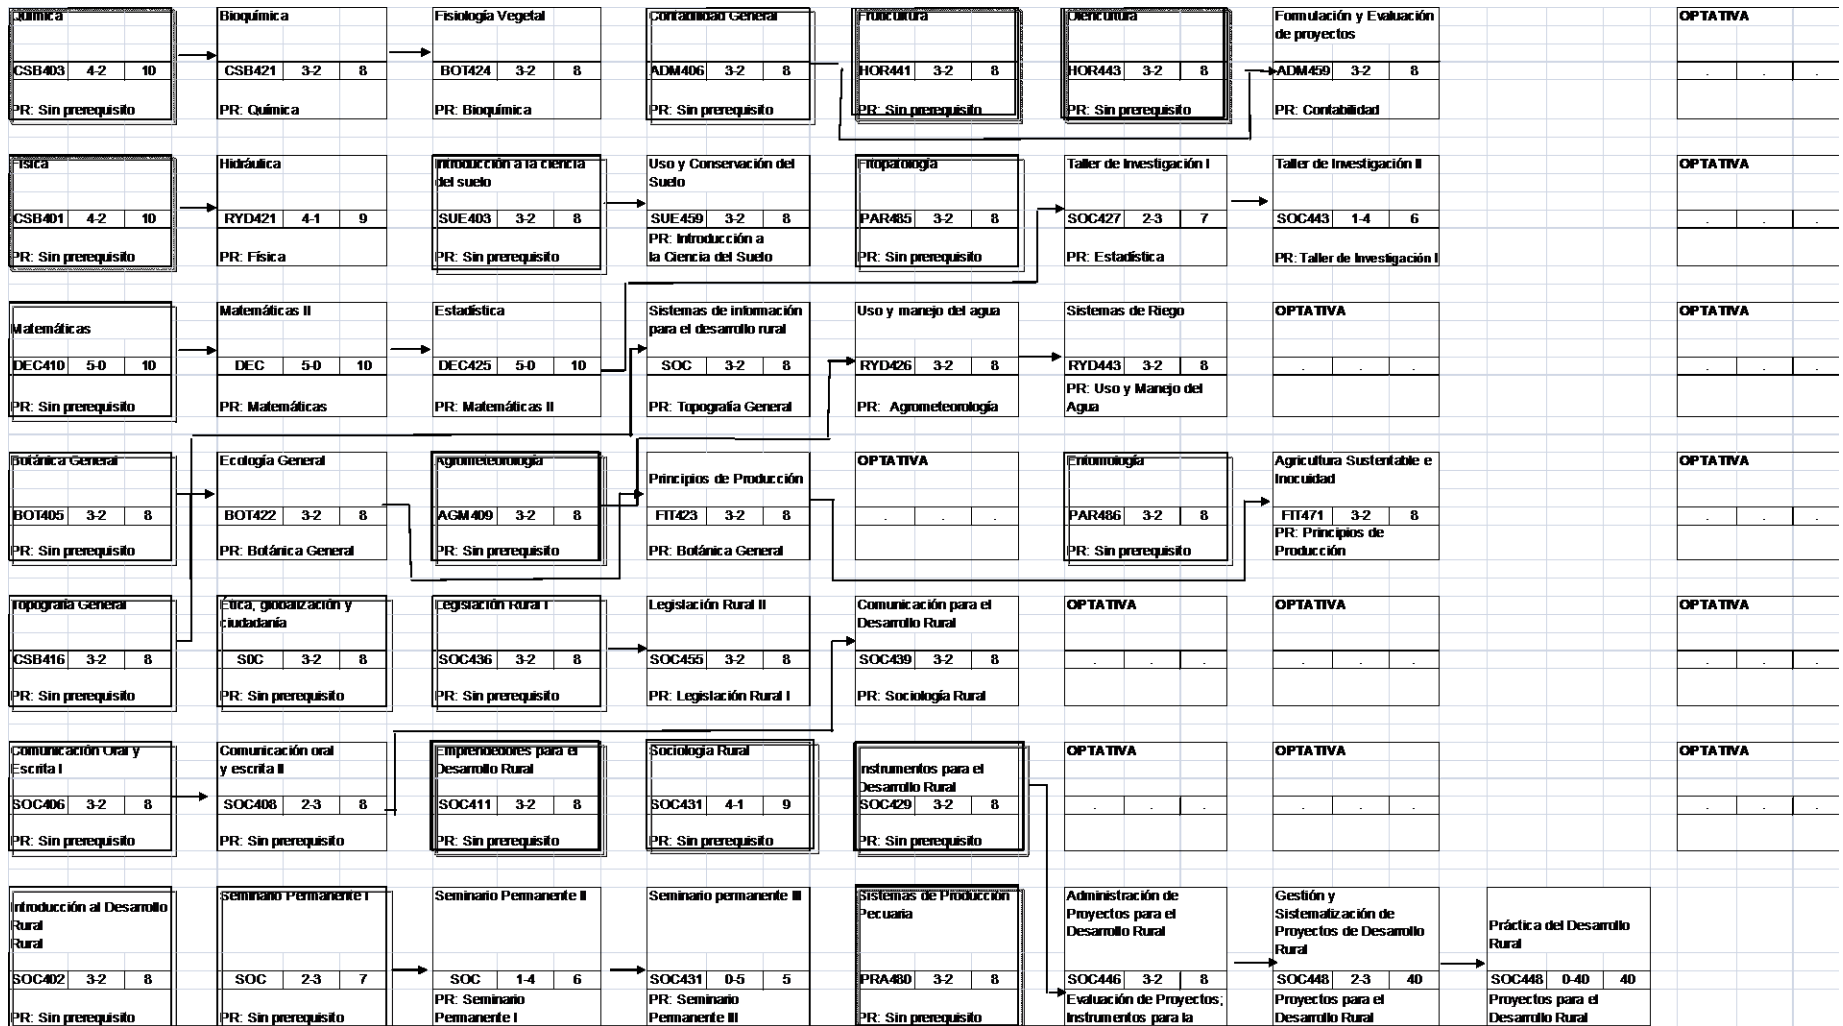 Química
CSB403 4-2 10
PR: Sin prerequisito
Bioquímica
CSB421 3-2 8
PR: Química
Fisiología Vegetal
BOT424 3-2 8
PR: Bioquímica
Contabilidad General
ADM406 3-2 8
PR: Sin prerequisito
Fruticultura
HOR441 3-2 8
PR: Sin prerequisito
Olericultura
HOR443 3-2 8
PR: Sin prerequisito
Formulación y Evaluación
de proyectos
ADM459 3-2 8
PR: Contabilidad
OPTATIVA
. . .
Física
CSB401 4-2 10
PR: Sin prerequisito
Hidráulica
RYD421 4-1 9
PR: Física
Introducción a la ciencia
del suelo
SUE403 3-2 8
PR: Sin prerequisito
Uso y Conservación del
Suelo
SUE459 3-2 8
PR: Introducción a
la Ciencia del Suelo
Fitopatología
PAR485 3-2 8
PR: Sin prerequisito
Taller de Investigación I
SOC427 2-3 7
PR: Estadística
Taller de Investigación II
SOC443 1-4 6
PR: Taller de Investigación I
OPTATIVA
. . .
Matemáticas
DEC410 5-0 10
PR: Sin prerequisito
Matemáticas II
DEC 5-0 10
PR: Matemáticas
Estadística
DEC425 5-0 10
PR: Matemáticas II
Sistemas de información
para el desarrollo rural
SOC 3-2 8
PR: Topografía General
Uso y manejo del agua
RYD426 3-2 8
PR: Agrometeorología
Sistemas de Riego
RYD443 3-2 8
PR: Uso y Manejo del
Agua
OPTATIVA
. . .
OPTATIVA
. . .
Botánica General
BOT405 3-2 8
PR: Sin prerequisito
Ecología General
BOT422 3-2 8
PR: Botánica General
Agrometeorología
AGM409 3-2 8
PR: Sin prerequisito
Principios de Producción
FIT423 3-2 8
PR: Botánica General
OPTATIVA
. . .
Entomología
PAR486 3-2 8
PR: Sin prerequisito
Agricultura Sustentable e
Inocuidad
FIT471 3-2 8
PR: Principios de
Producción
OPTATIVA
. . .
Topografía General
CSB416 3-2 8
PR: Sin prerequisito
Ética, globalización y
ciudadanía
SOC 3-2 8
PR: Sin prerequisito
Legislación Rural I
SOC436 3-2 8
PR: Sin prerequisito
Legislación Rural II
SOC455 3-2 8
PR: Legislación Rural I
Comunicación para el
Desarrollo Rural
SOC439 3-2 8
PR: Sociología Rural
OPTATIVA
. . .
OPTATIVA
. . .
OPTATIVA
. . .
Comunicación Oral y
Escrita I
SOC406 3-2 8
PR: Sin prerequisito
Comunicación oral
y escrita II
SOC408 2-3 8
PR: Sin prerequisito
Emprendedores para el
Desarrollo Rural
SOC411 3-2 8
PR: Sin prerequisito
Sociología Rural
SOC431 4-1 9
PR: Sin prerequisito
Instrumentos para el
Desarrollo Rural
SOC429 3-2 8
PR: Sin prerequisito
OPTATIVA
. . .
OPTATIVA
. . .
OPTATIVA
. . .
Introducción al Desarrollo
Rural
Rural
SOC402 3-2 8
PR: Sin prerequisito
Seminario Permanente I
SOC 2-3 7
PR: Sin prerequisito
Seminario Permanente II
SOC 1-4 6
PR: Seminario
Permanente I
Seminario permanente III
SOC431 0-5 5
PR: Seminario
Permanente III
Sistemas de Producción
Pecuaria
PRA480 3-2 8
PR: Sin prerequisito
Administración de
Proyectos para el
Desarrollo Rural
SOC446 3-2 8
Evaluación de Proyectos;
Instrumentos para la
Gestión y
Sistematización de
Proyectos de Desarrollo
Rural
SOC448 2-3 40
Proyectos para el
Desarrollo Rural
Práctica del Desarrollo
Rural
SOC448 0-40 40
Proyectos para el
Desarrollo Rural